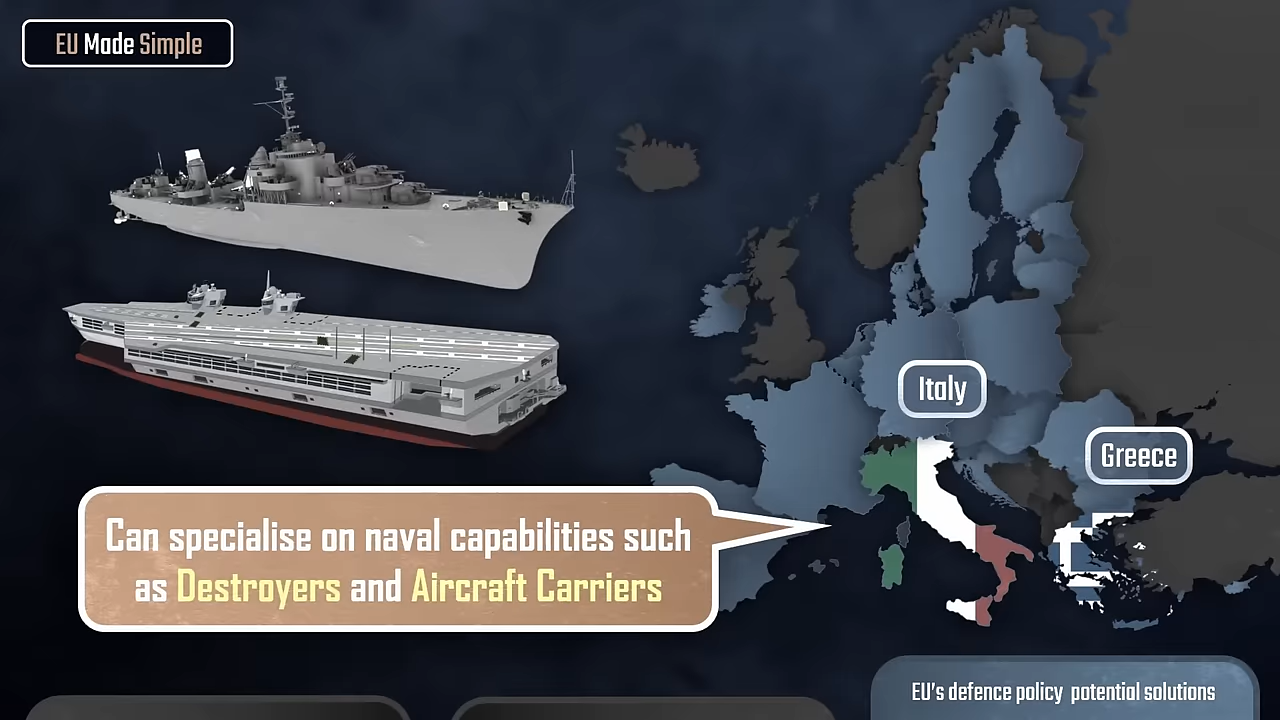 EU Made Simple
Italy
Greece
Can specialise on naval capabilities such
as Destroyers and Aircraft Carriers
EU's defence policy potential solutions